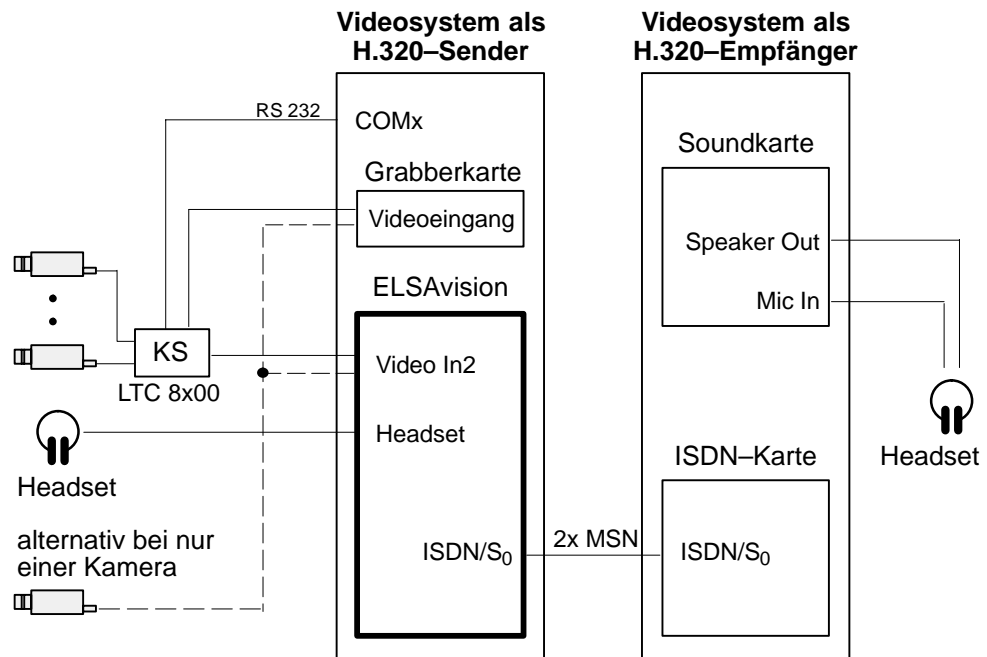 Videosystem als
H.320–Sender
Videosystem als
H.320–Empfänger
RS 232
COMx
Grabberkarte
Videoeingang
Soundkarte
Speaker Out
Mic In
ELSAvision
KS
LTC 8x00
Video In2
Headset
Headset
Headset
ISDN–Karte
alternativ bei nur
einer Kamera
ISDN/S0
2x MSN
ISDN/S0